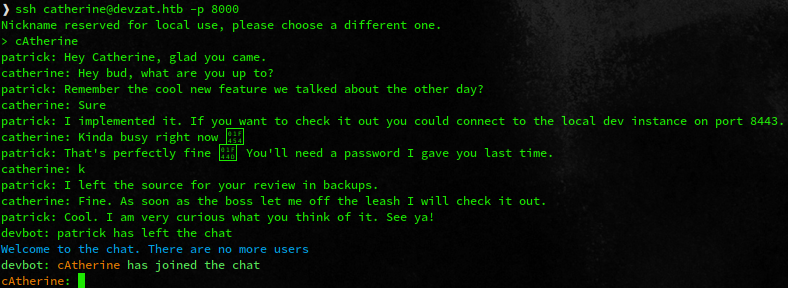 ❯ ssh catherine@devzat.htb -p 8000
Nickname reserved for local use, please choose a different one.
> cAtherine
patrick: Hey Catherine, glad you came.
catherine: Hey bud, what are you up to?
patrick: Remember the cool new feature we talked about the other day?
catherine: Sure
patrick: I implemented it. If you want to check it out you could connect to the local dev instance on port 8443.
catherine: Kinda busy right now 👔
patrick: That's perfectly fine 👍 You'll need a password I gave you last time.
catherine: k
patrick: I left the source for your review in backups.
catherine: Fine. As soon as the boss let me off the leash I will check it out.
patrick: Cool. I am very curious what you think of it. See ya!
devbot: patrick has left the chat
Welcome to the chat. There are no more users
devbot: cAtherine has joined the chat
cAtherine: